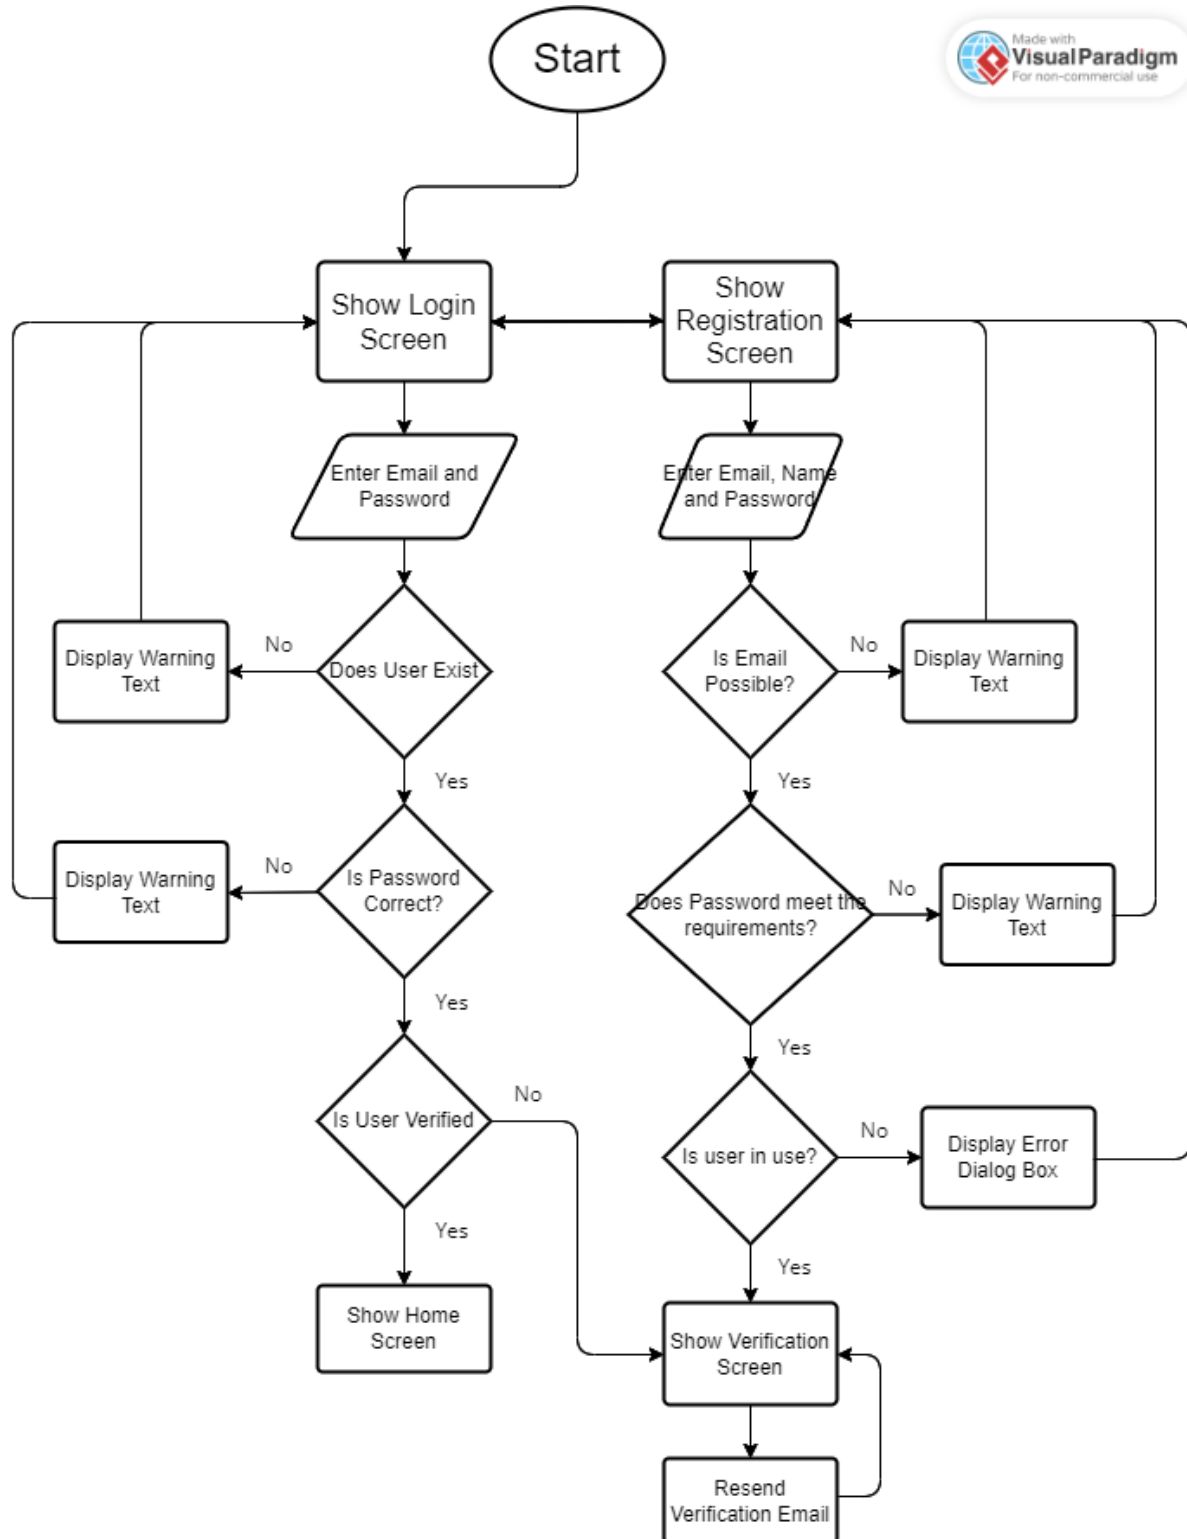 Start
Made with
Visual Paradigm
For non-commercial use
Show Login
Screen
Show
Registration
Screen
Enter Email and
Password
Enter Email, Name
and Password
Display Warning
Text
No
Does User Exist
Is Email
Possible?
No
Display Warning
Text
Yes
Yes
Display Warning
Text
No
Is Password
Correct?
Does Password meet the
requirements?
No
Display Warning
Text
Yes
Yes
Is User Verified
No
Is user in use?
No
Display Error
Dialog Box
Yes
Yes
Show Home
Screen
Show Verification
Screen
Resend
Verification Email